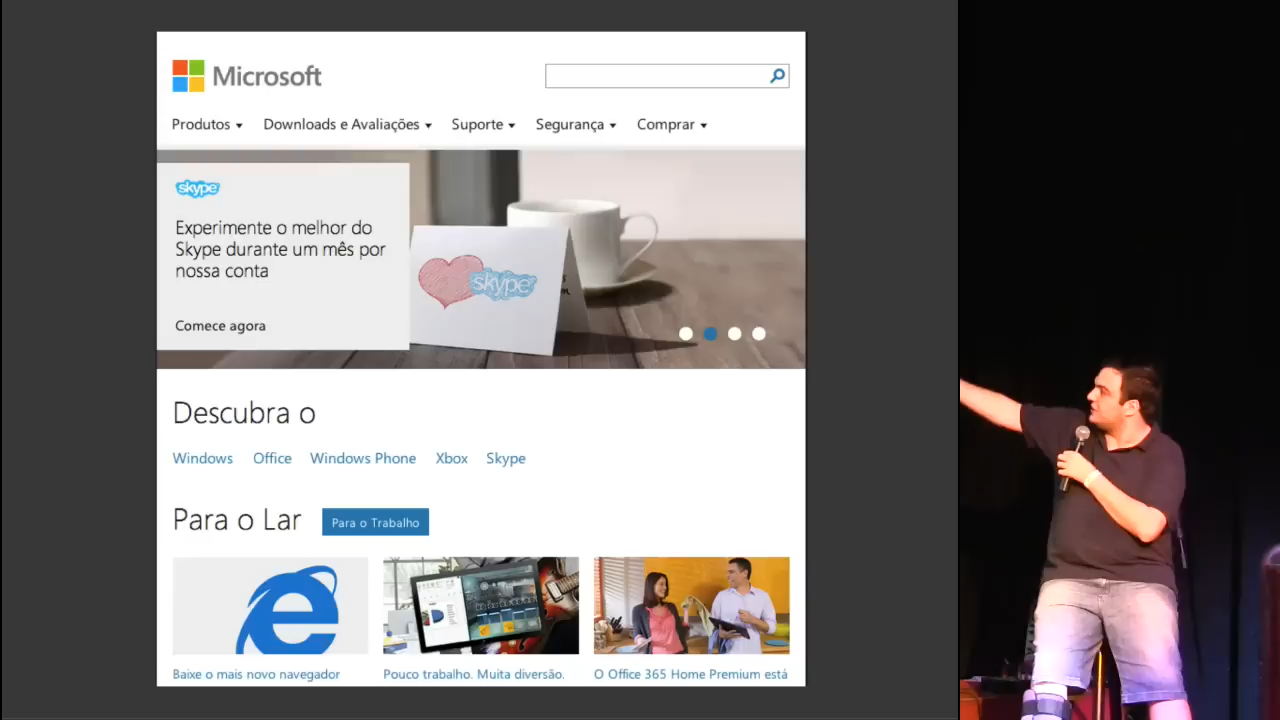 Microsoft
Produtos
Downloads e Avaliações
Suporte
Segurança
Comprar
skype
Experimente o melhor do
Skype durante um mês por
nossa conta
Comece agora
skype
Descubra o
Windows
Office
Windows Phone
Xbox
Skype
Para o Lar
Para o Trabalho
Baixe o mais novo navegador
Pouco trabalho. Muita diversão.
O Office 365 Home Premium está